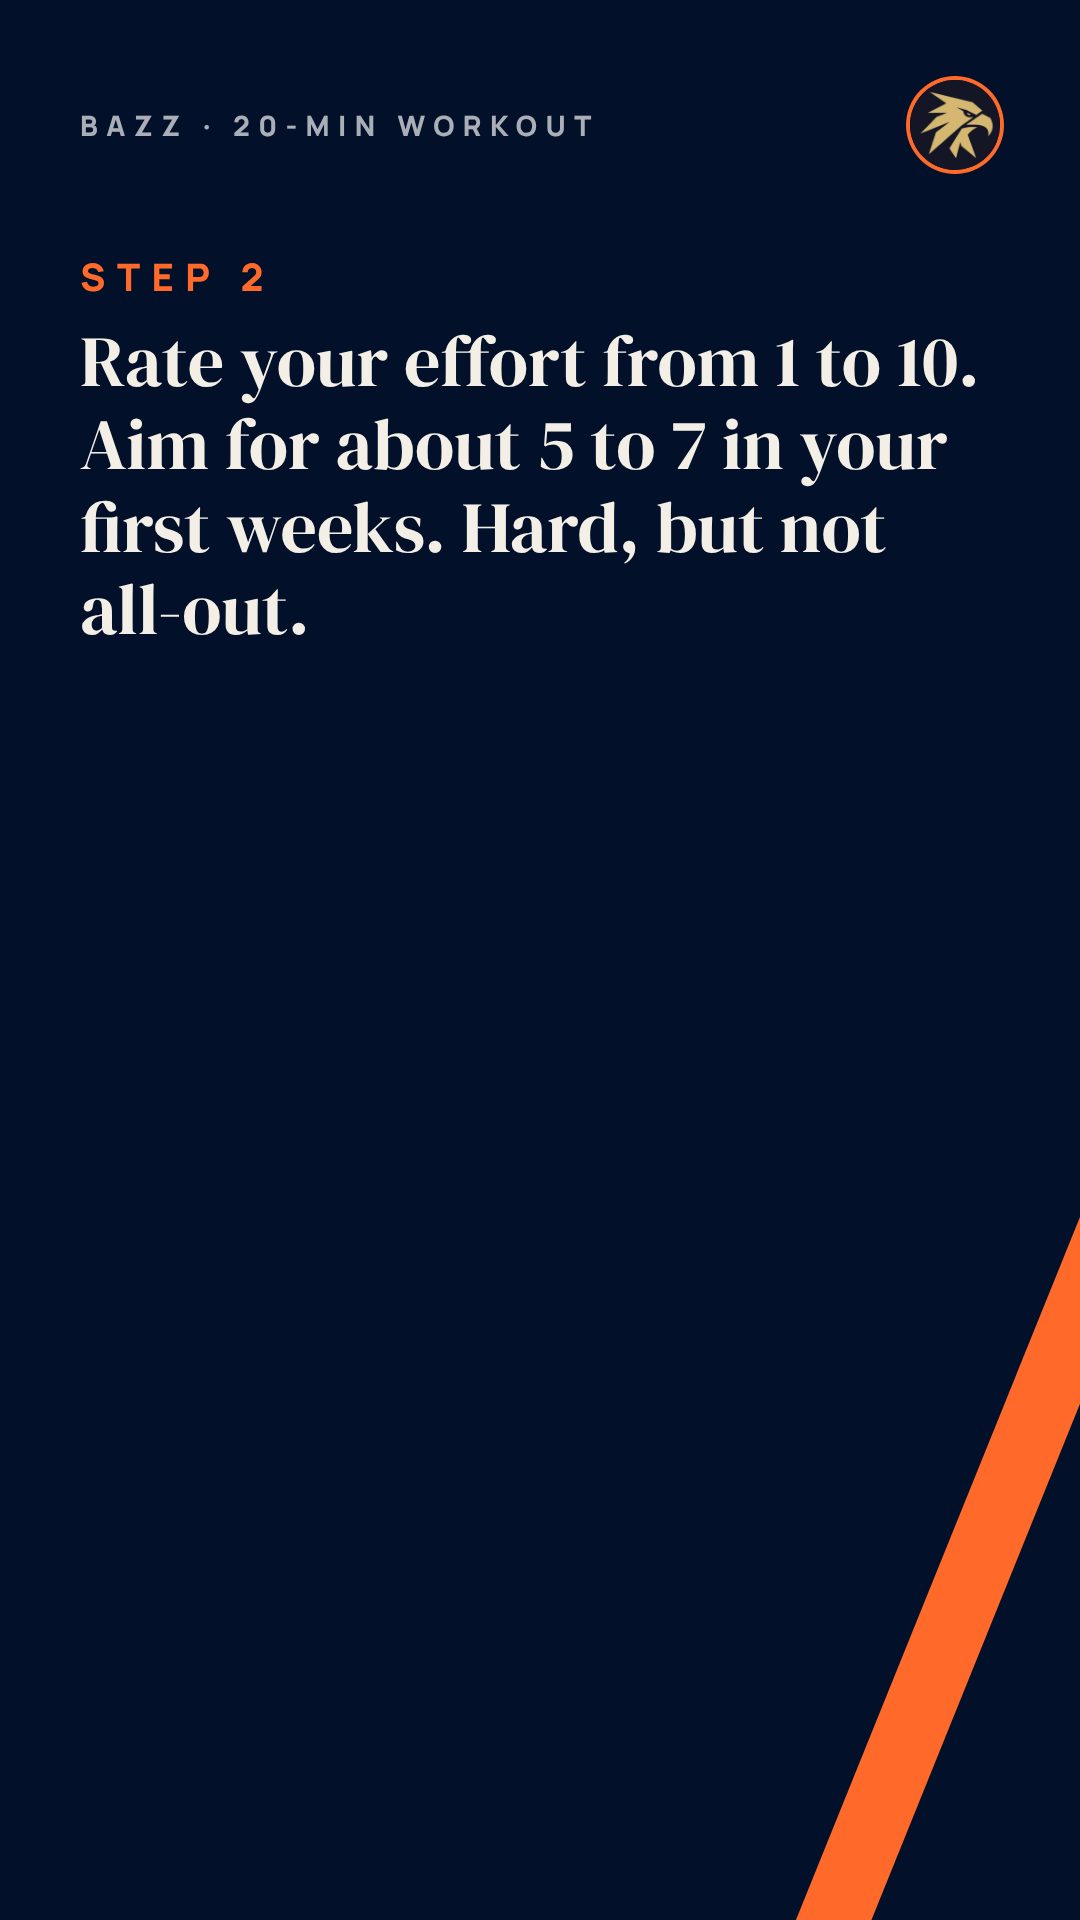 BAZZ · 20-MIN WORKOUT
STEP 2
Rate your effort from 1 to 10.
Aim for about 5 to 7 in your
first weeks. Hard, but not
all-out.